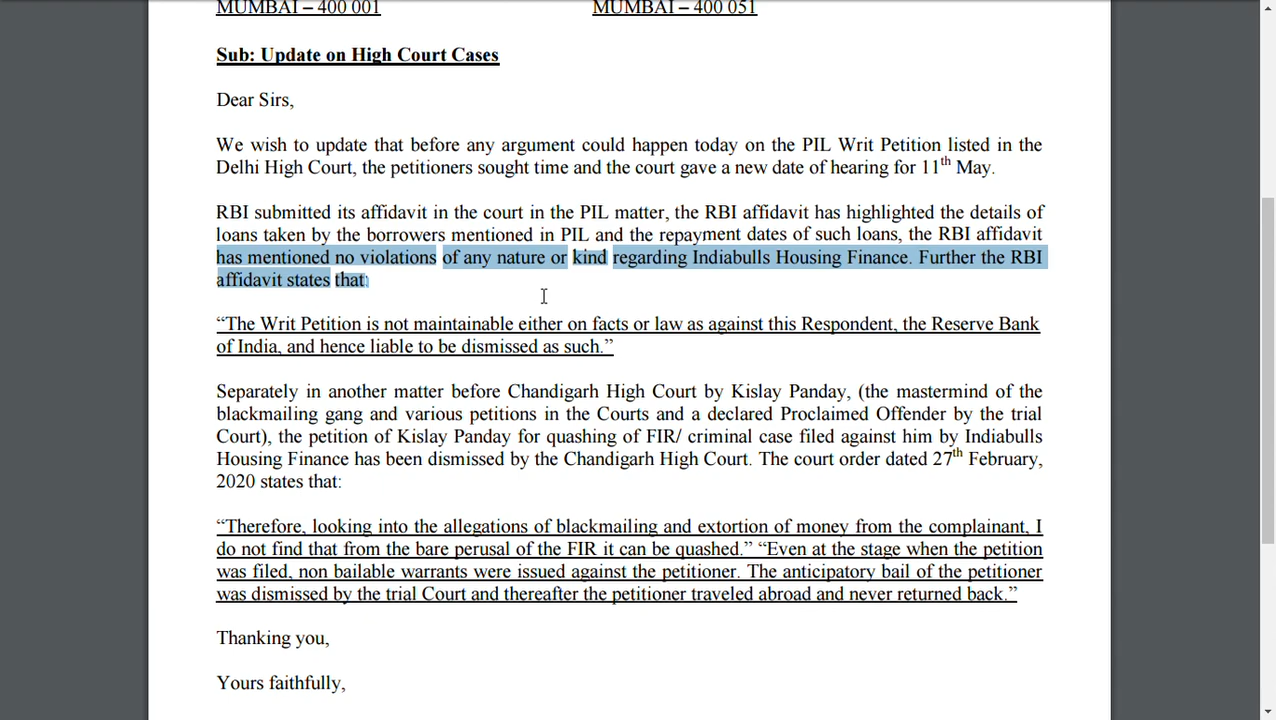 MUMBAI – 400 001 MUMBAI – 400 051
Sub: Update on High Court Cases
Dear Sirs,
We wish to update that before any argument could happen today on the PIL Writ Petition listed in the
Delhi High Court, the petitioners sought time and the court gave a new date of hearing for 11th May.
RBI submitted its affidavit in the court in the PIL matter, the RBI affidavit has highlighted the details of
loans taken by the borrowers mentioned in PIL and the repayment dates of such loans, the RBI affidavit
has mentioned no violations of any nature or kind regarding Indiabulls Housing Finance. Further the RBI
affidavit states that:
“The Writ Petition is not maintainable either on facts or law as against this Respondent, the Reserve Bank
of India, and hence liable to be dismissed as such.”
Separately in another matter before Chandigarh High Court by Kislay Panday, (the mastermind of the
blackmailing gang and various petitions in the Courts and a declared Proclaimed Offender by the trial
Court), the petition of Kislay Panday for quashing of FIR/ criminal case filed against him by Indiabulls
Housing Finance has been dismissed by the Chandigarh High Court. The court order dated 27th February,
2020 states that:
“Therefore, looking into the allegations of blackmailing and extortion of money from the complainant, I
do not find that from the bare perusal of the FIR it can be quashed.” “Even at the stage when the petition
was filed, non bailable warrants were issued against the petitioner. The anticipatory bail of the petitioner
was dismissed by the trial Court and thereafter the petitioner traveled abroad and never returned back.”
Thanking you,
Yours faithfully,